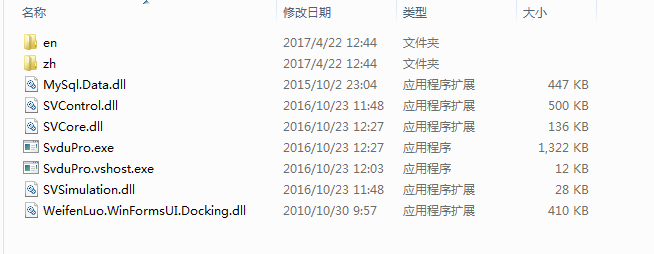 名称 修改日期 类型 大小
en 2017/4/22 12:44 文件夹
zh 2017/4/22 12:44 文件夹
MySql.Data.dll 2015/10/2 23:04 应用程序扩展 447 KB
SVControl.dll 2016/10/23 11:48 应用程序扩展 500 KB
SVCore.dll 2016/10/23 12:27 应用程序扩展 136 KB
SvduPro.exe 2016/10/23 12:27 应用程序 1,322 KB
SvduPro.vshost.exe 2016/10/23 12:03 应用程序 12 KB
SVSimulation.dll 2016/10/23 11:48 应用程序扩展 28 KB
WeifenLuo.WinFormsUI.Docking.dll 2010/10/30 9:57 应用程序扩展 410 KB